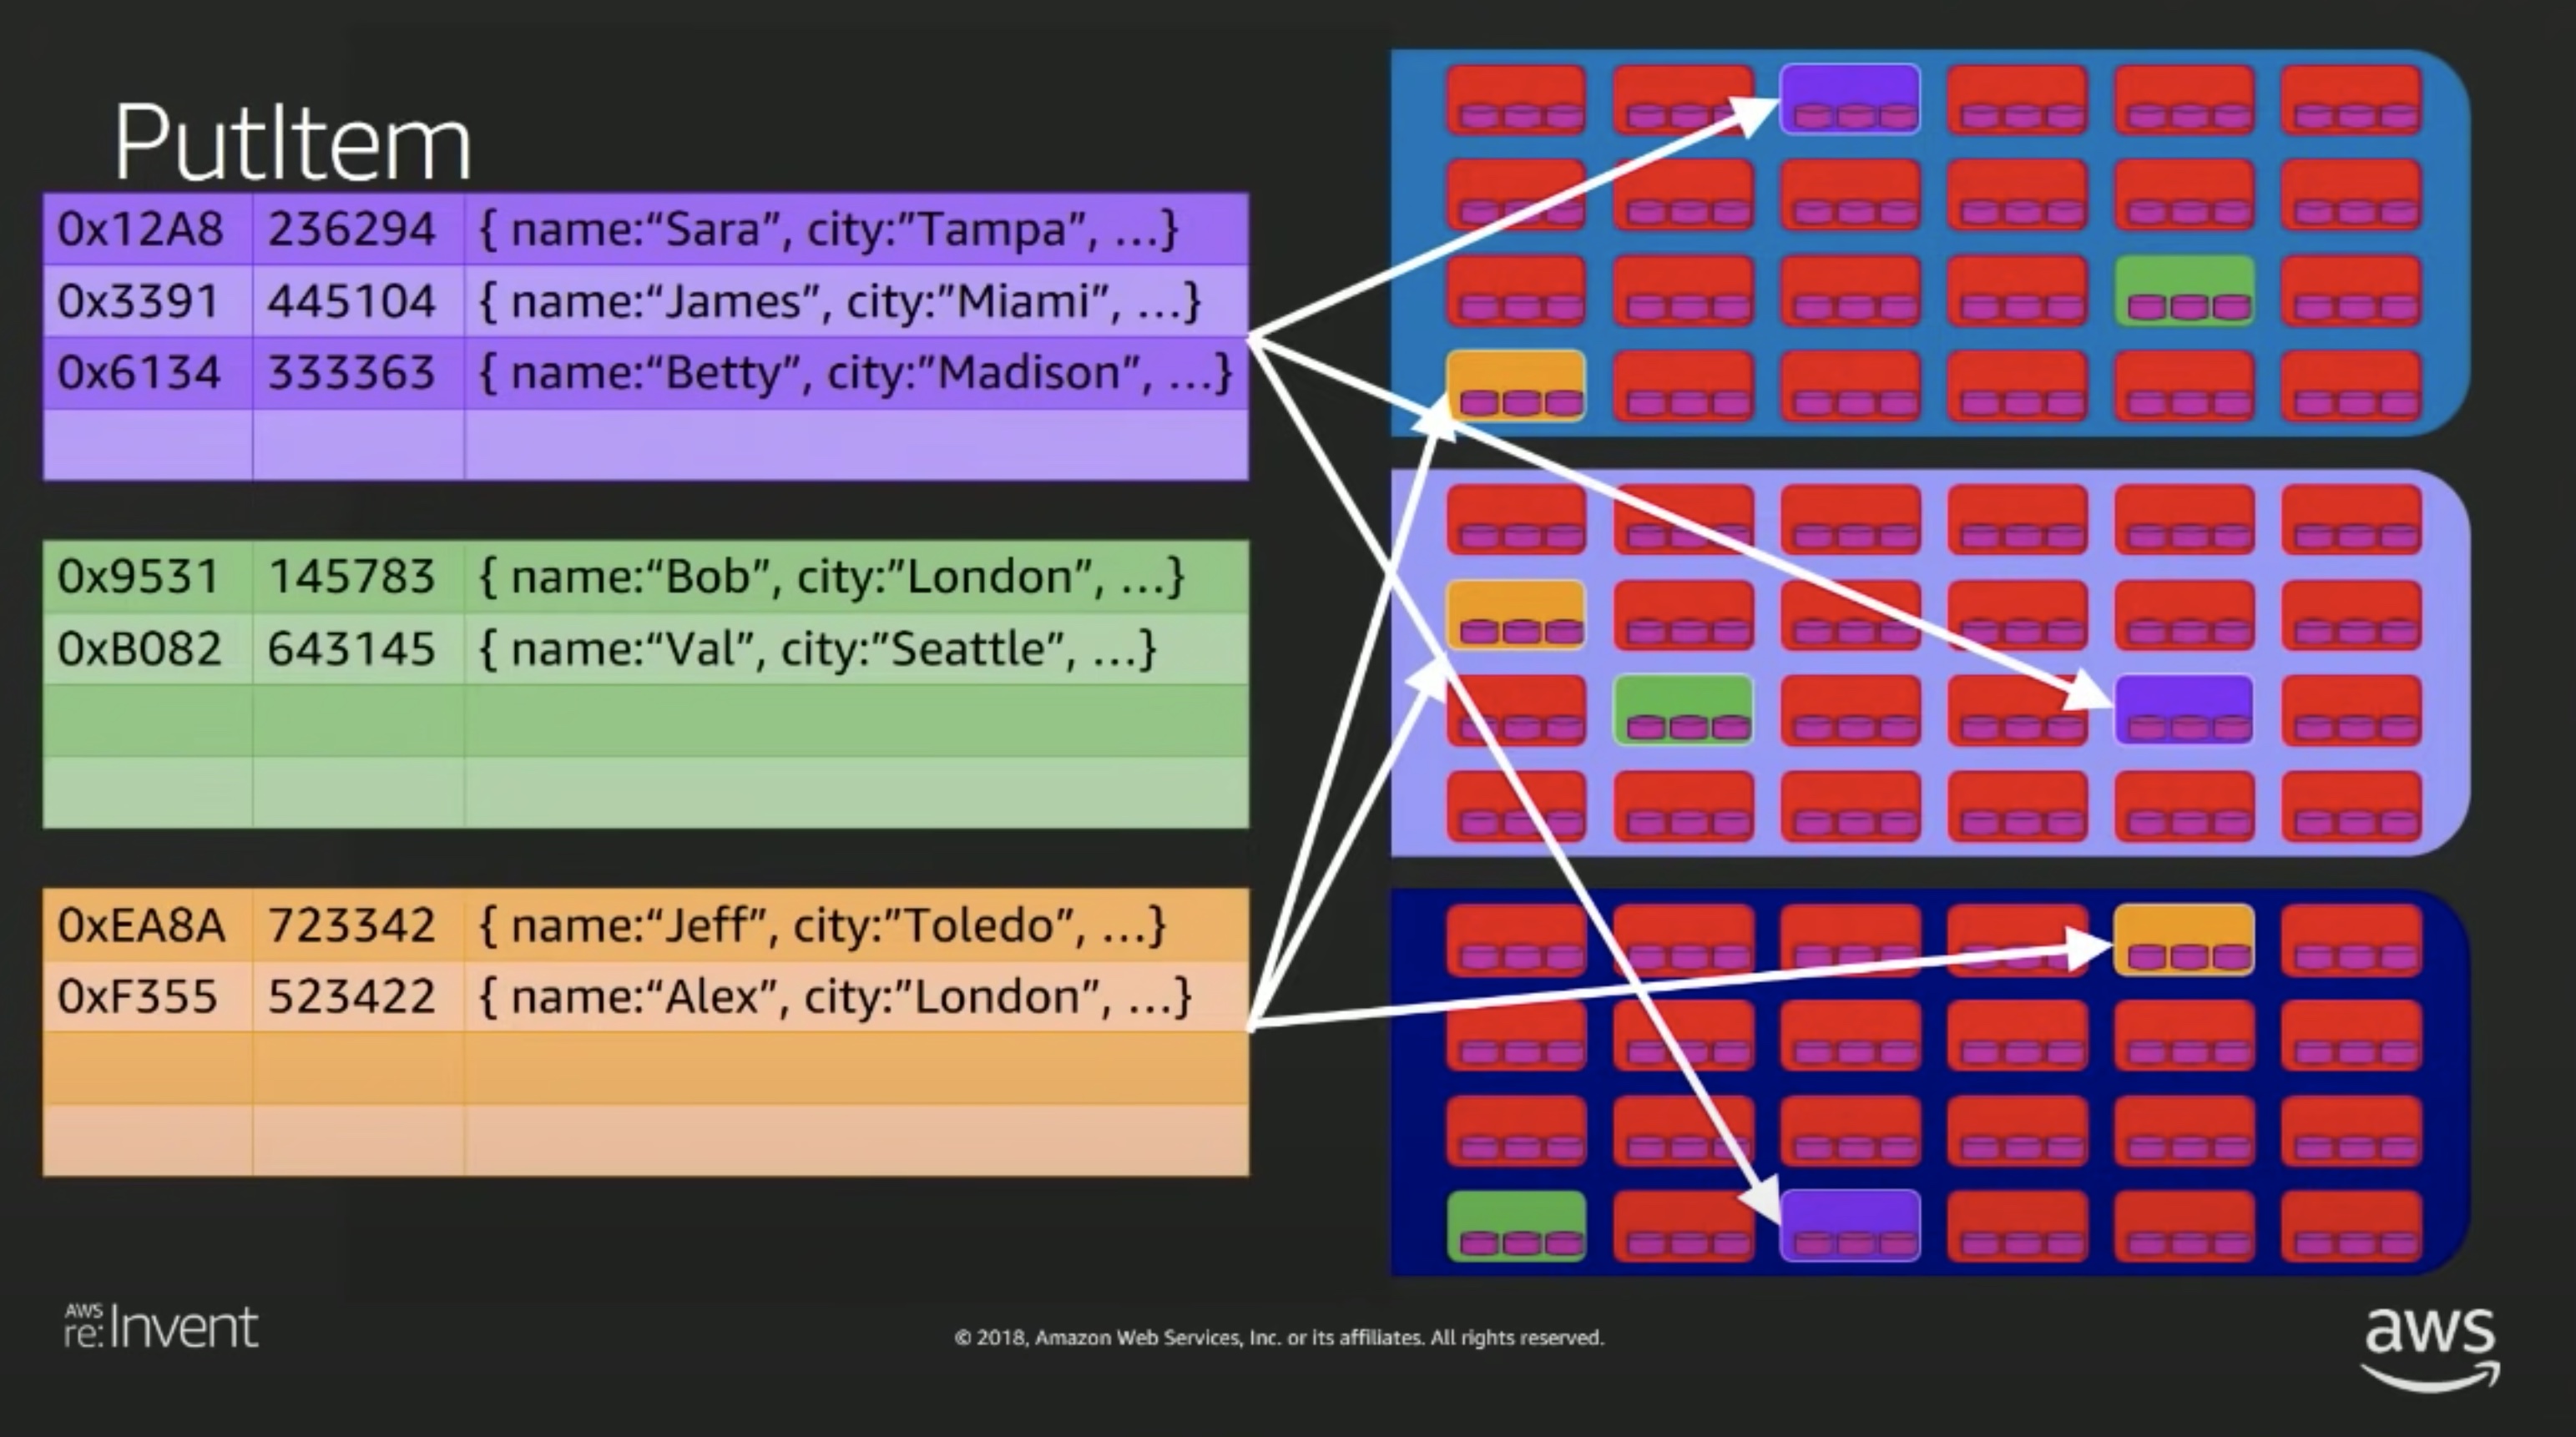 PutItem
0x12A8 236294 { name:“Sara”, city:”Tampa”, ...}
0x3391 445104 { name:“James”, city:”Miami”, ...}
0x6134 333363 { name:“Betty”, city:”Madison”, ...}
0x9531 145783 { name:“Bob”, city:”London”, ...}
0xB082 643145 { name:“Val”, city:”Seattle”, ...}
0xEA8A 723342 { name:“Jeff”, city:”Toledo”, ...}
0xF355 523422 { name:“Alex”, city:”London”, ...}
AWS
re:Invent
© 2018, Amazon Web Services, Inc. or its affiliates. All rights reserved.
aws